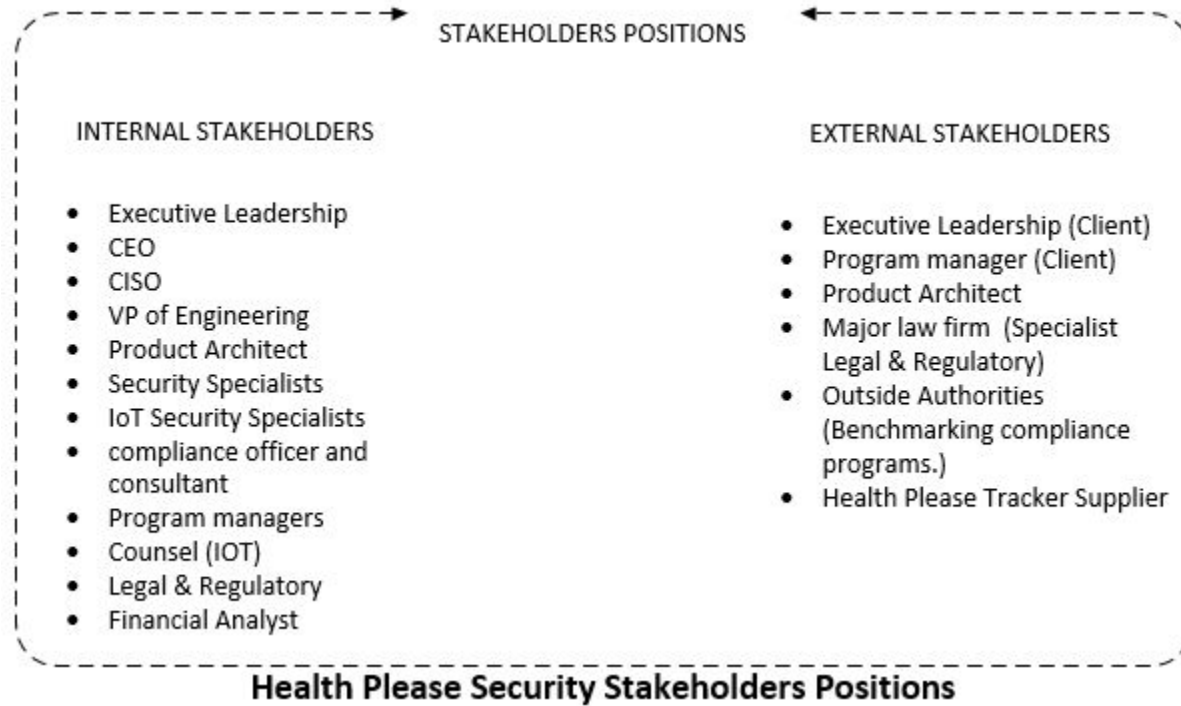 STAKEHOLDERS POSITIONS
INTERNAL STAKEHOLDERS
• Executive Leadership
• CEO
• CISO
• VP of Engineering
• Product Architect
• Security Specialists
• IoT Security Specialists
• compliance officer and
consultant
• Program managers
• Counsel (IOT)
• Legal & Regulatory
• Financial Analyst
EXTERNAL STAKEHOLDERS
• Executive Leadership (Client)
• Program manager (Client)
• Product Architect
• Major law firm (Specialist
Legal & Regulatory)
• Outside Authorities
(Benchmarking compliance
programs.)
• Health Please Tracker Supplier
Health Please Security Stakeholders Positions